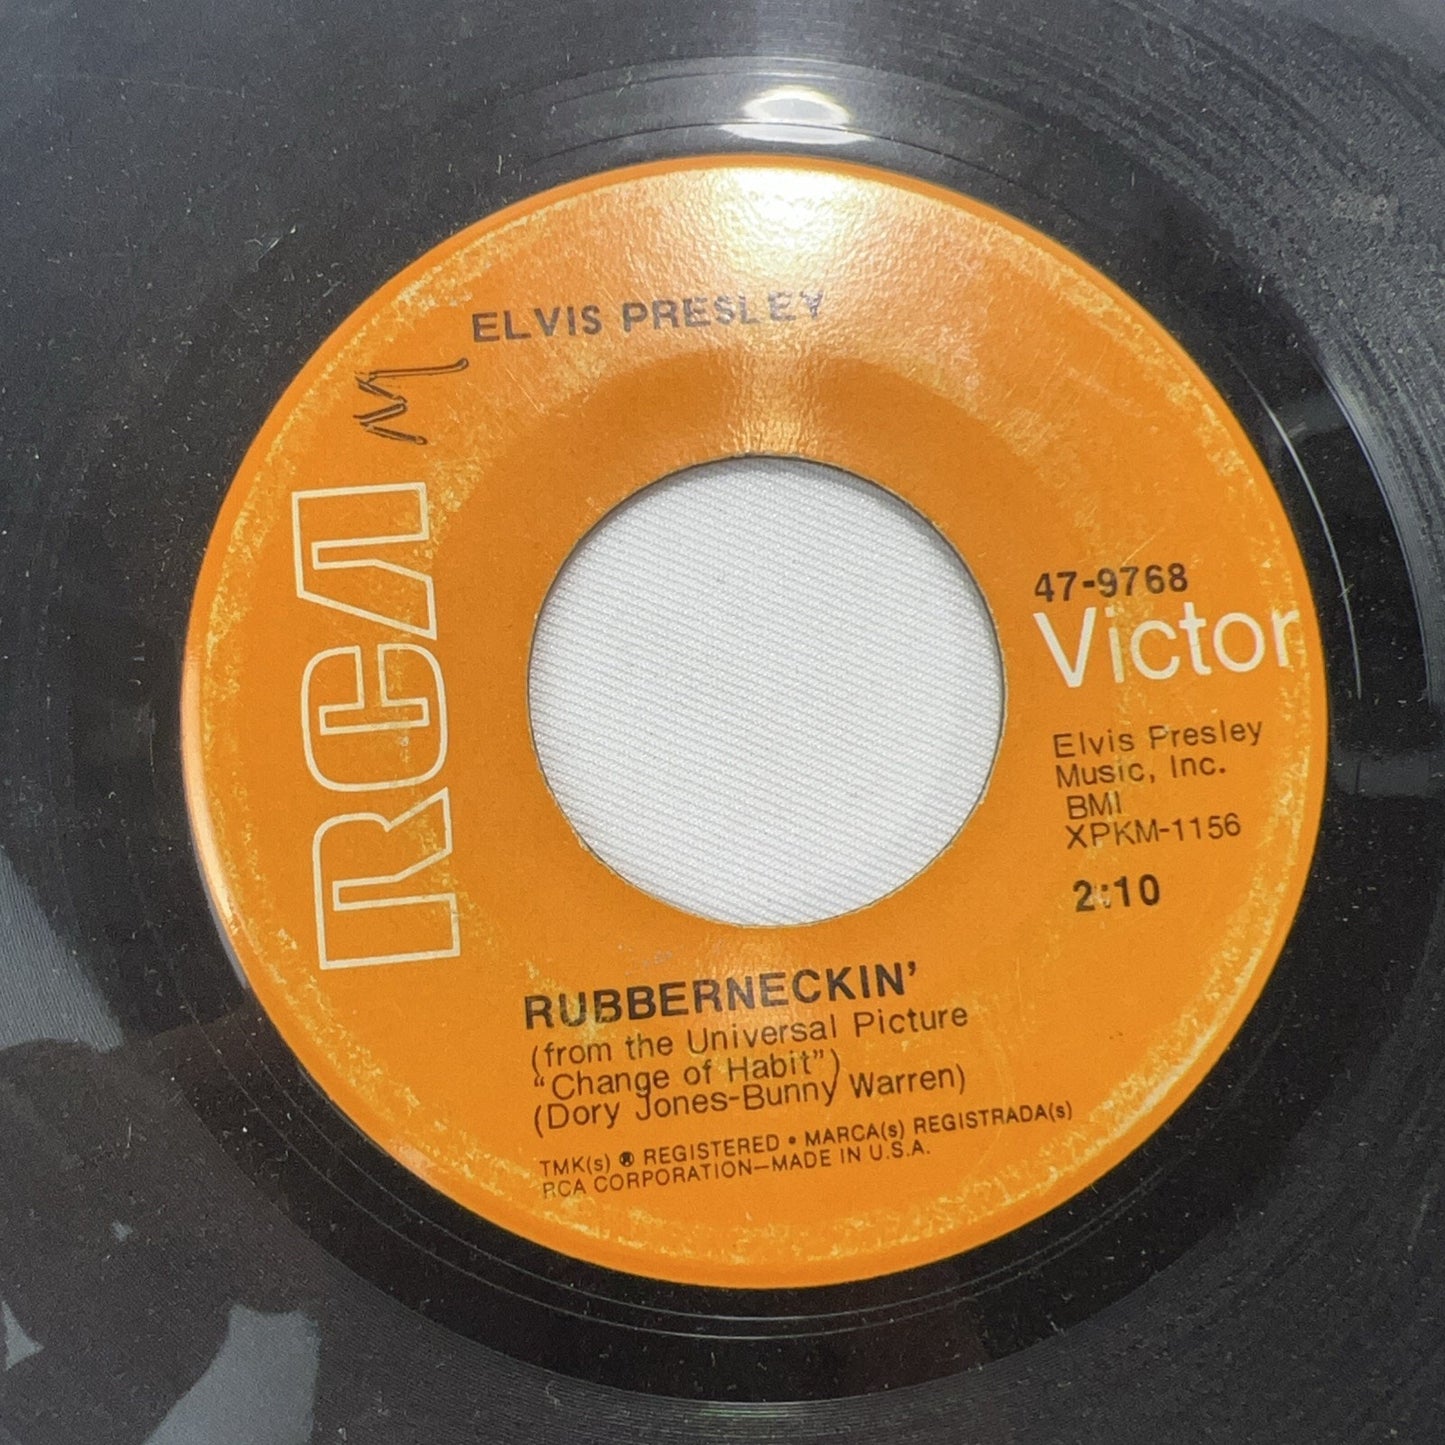 ELVIS PRESLEY
RCA
47-9768
Victor
Elvis Presley
Music, Inc.
BMI
XPKM-1156
2:10
RUBBERNECKIN'
(from the Universal Picture
“Change of Habit”)
(Dory Jones-Bunny Warren)
TMK(s) ® REGISTERED • MARCA(s) REGISTRADA(s)
RCA CORPORATION—MADE IN U.S.A.